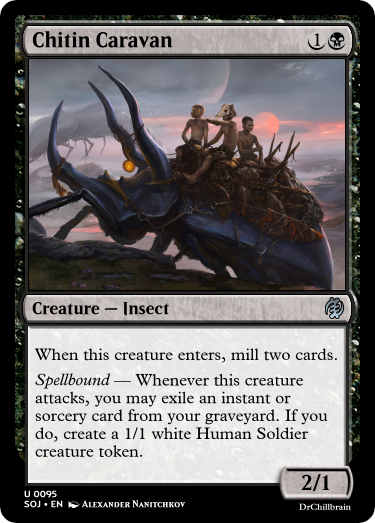 Chitin Caravan 1
Creature — Insect
When this creature enters, mill two cards.
Spellbound — Whenever this creature
attacks, you may exile an instant or
sorcery card from your graveyard. If you
do, create a 1/1 white Human Soldier
creature token.
2/1
U 0095
SOJ • EN Alexander Nanitchkov
DrChillbrain